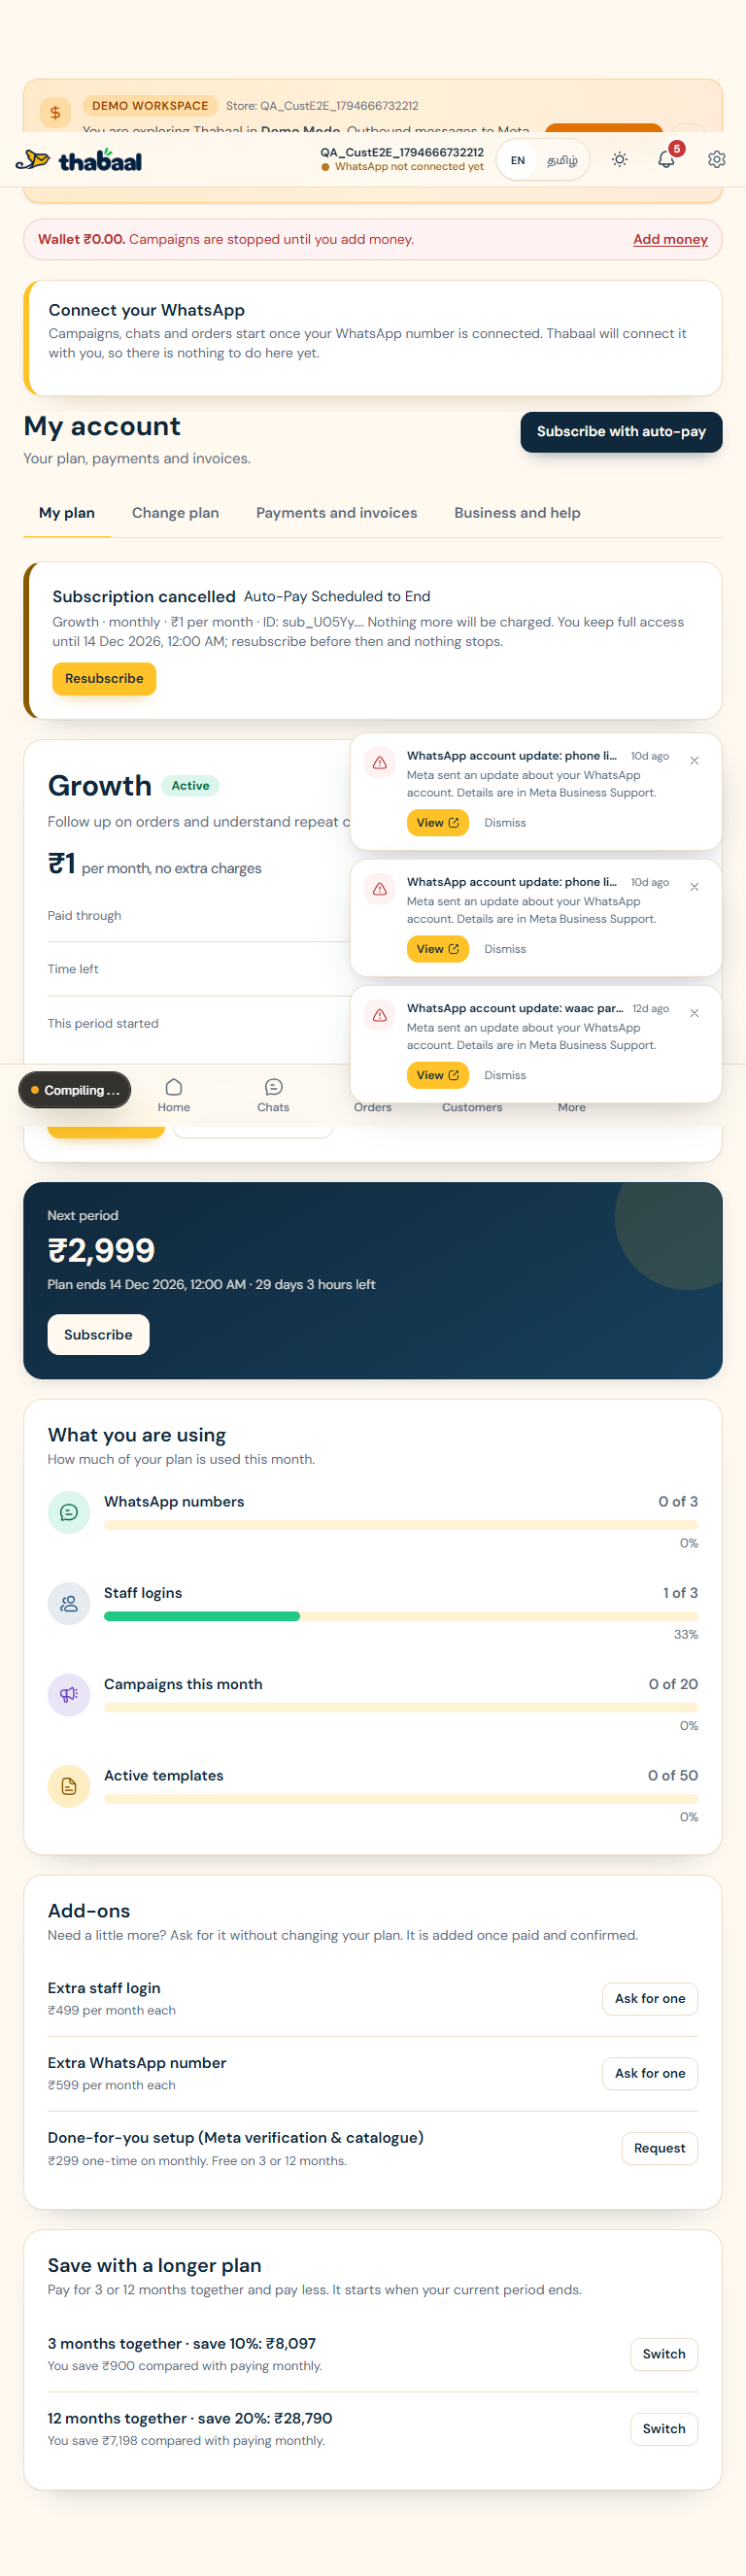 DEMO WORKSPACE Store: QA_CustE2E_1794666732212
You are exploring Thabaal in Demo Mode. Outbound messages to Meta
thabaal
QA_CustE2E_1794666732212
WhatsApp not connected yet
EN
தமிழ்
5
Wallet ₹0.00. Campaigns are stopped until you add money.
Add money
Connect your WhatsApp
Campaigns, chats and orders start once your WhatsApp number is connected. Thabaal will connect it
with you, so there is nothing to do here yet.
My account
Subscribe with auto-pay
Your plan, payments and invoices.
My plan
Change plan
Payments and invoices
Business and help
Subscription cancelled Auto-Pay Scheduled to End
Growth · monthly · ₹1 per month · ID: sub_U05Yy... Nothing more will be charged. You keep full access
until 14 Dec 2026, 12:00 AM; resubscribe before then and nothing stops.
Resubscribe
Growth Active
Follow up on orders and understand repeat c
₹1 per month, no extra charges
Paid through
Time left
This period started
WhatsApp account update: phone li... 10d ago
Meta sent an update about your WhatsApp
account. Details are in Meta Business Support.
View
Dismiss
WhatsApp account update: phone li... 10d ago
Meta sent an update about your WhatsApp
account. Details are in Meta Business Support.
View
Dismiss
WhatsApp account update: waac par... 12d ago
Meta sent an update about your WhatsApp
account. Details are in Meta Business Support.
View
Dismiss
Compiling ...
Home
Chats
Orders
Customers
More
Next period
₹2,999
Plan ends 14 Dec 2026, 12:00 AM · 29 days 3 hours left
Subscribe
What you are using
How much of your plan is used this month.
WhatsApp numbers 0 of 3
0%
Staff logins 1 of 3
33%
Campaigns this month 0 of 20
0%
Active templates 0 of 50
0%
Add-ons
Need a little more? Ask for it without changing your plan. It is added once paid and confirmed.
Extra staff login
₹499 per month each
Ask for one
Extra WhatsApp number
₹599 per month each
Ask for one
Done-for-you setup (Meta verification & catalogue)
₹299 one-time on monthly. Free on 3 or 12 months.
Request
Save with a longer plan
Pay for 3 or 12 months together and pay less. It starts when your current period ends.
3 months together · save 10%: ₹8,097
You save ₹900 compared with paying monthly.
Switch
12 months together · save 20%: ₹28,790
You save ₹7,198 compared with paying monthly.
Switch